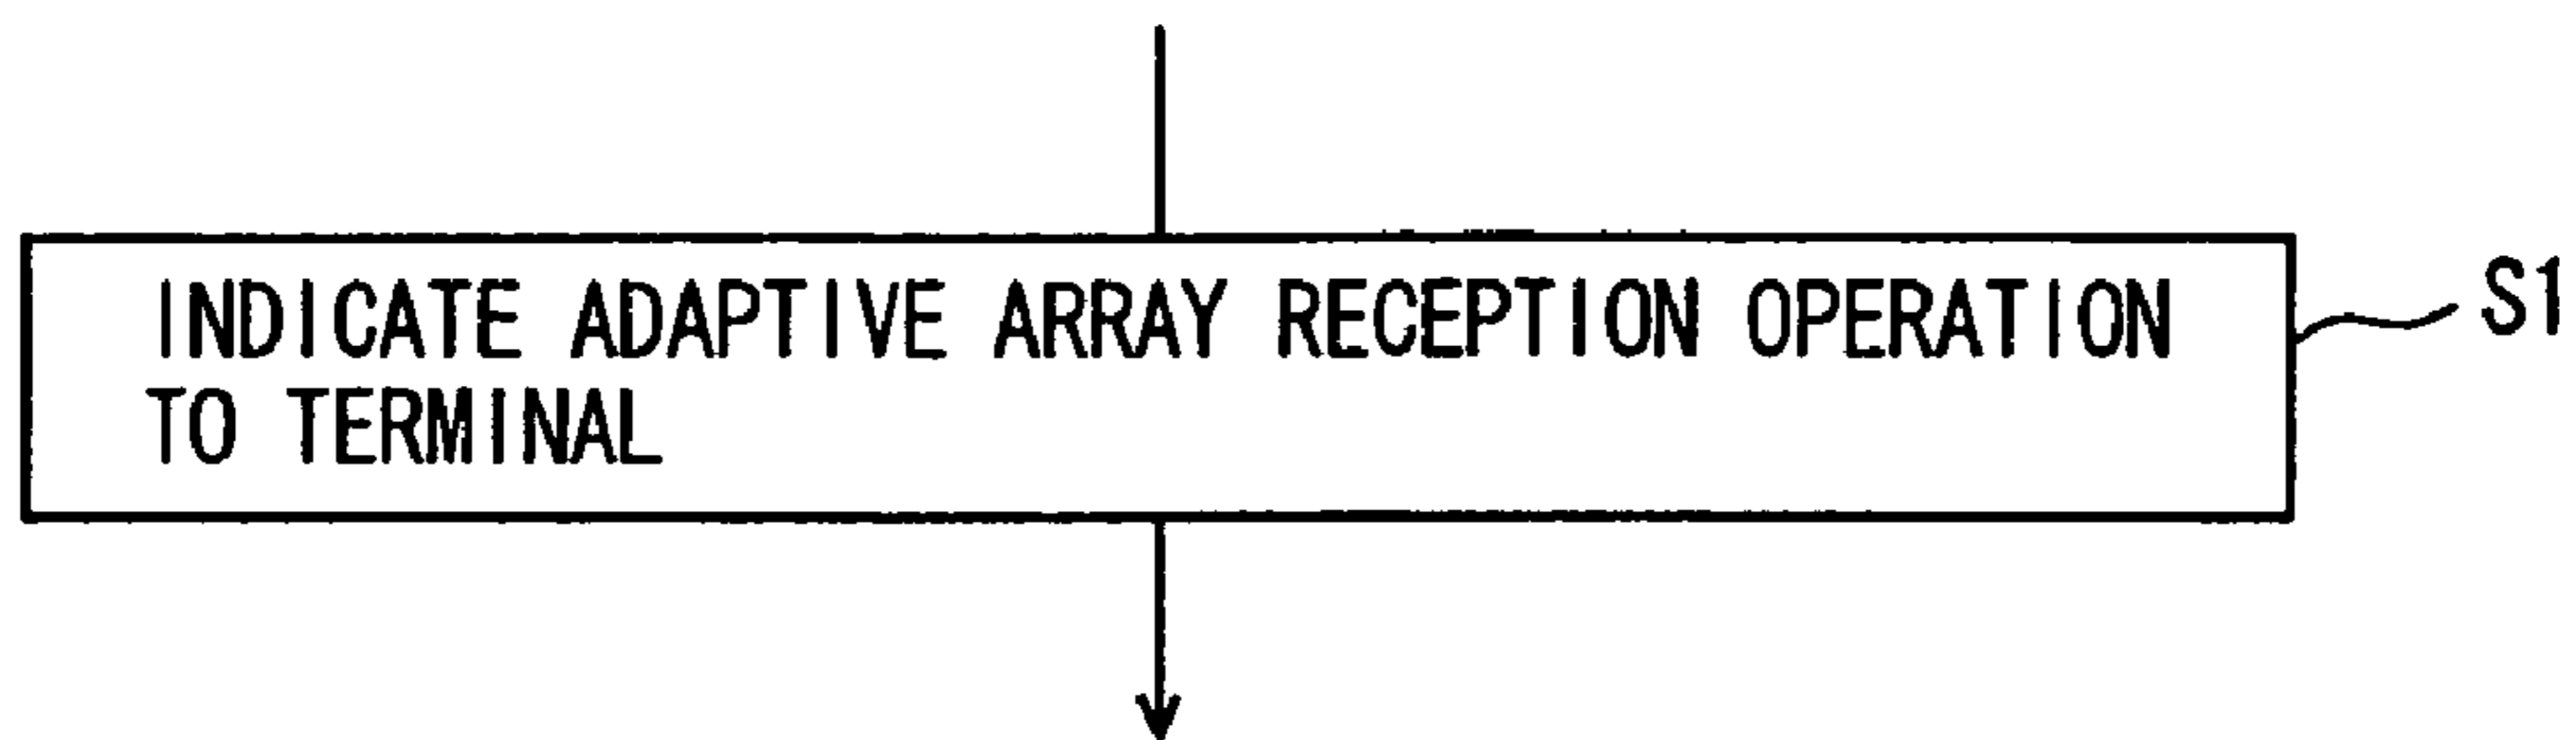 INDICATE ADAPTIVE ARRAY RECEPTION OPERATION
TO TERMINAL
S1